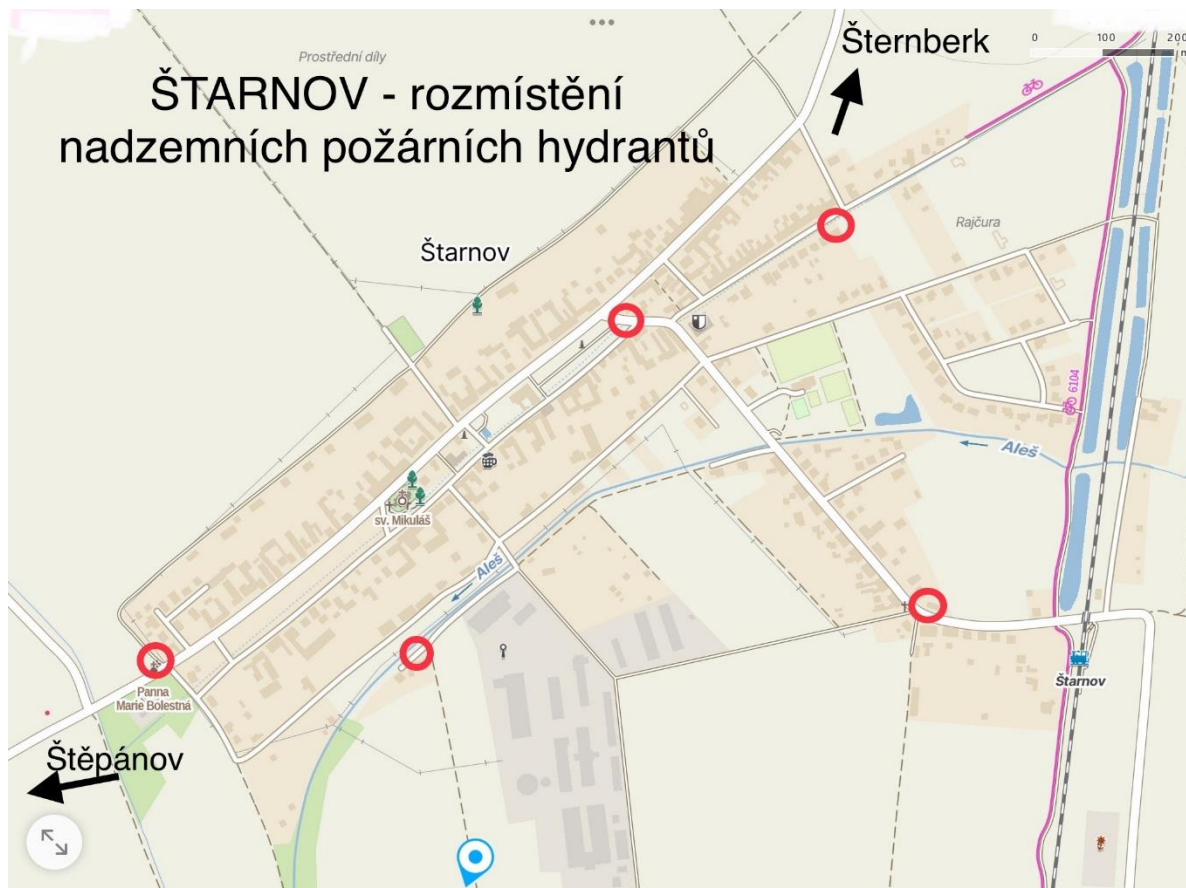 Šternberk
0 100 200
m
Prostřední díly
ŠTARNOV - rozmístění
nadzemních požárních hydrantů
Rajčura
Štarnov
6104
Aleš
sv. Mikuláš
Aleš
Panna
Marie Bolestná
Štarnov
Štěpánov